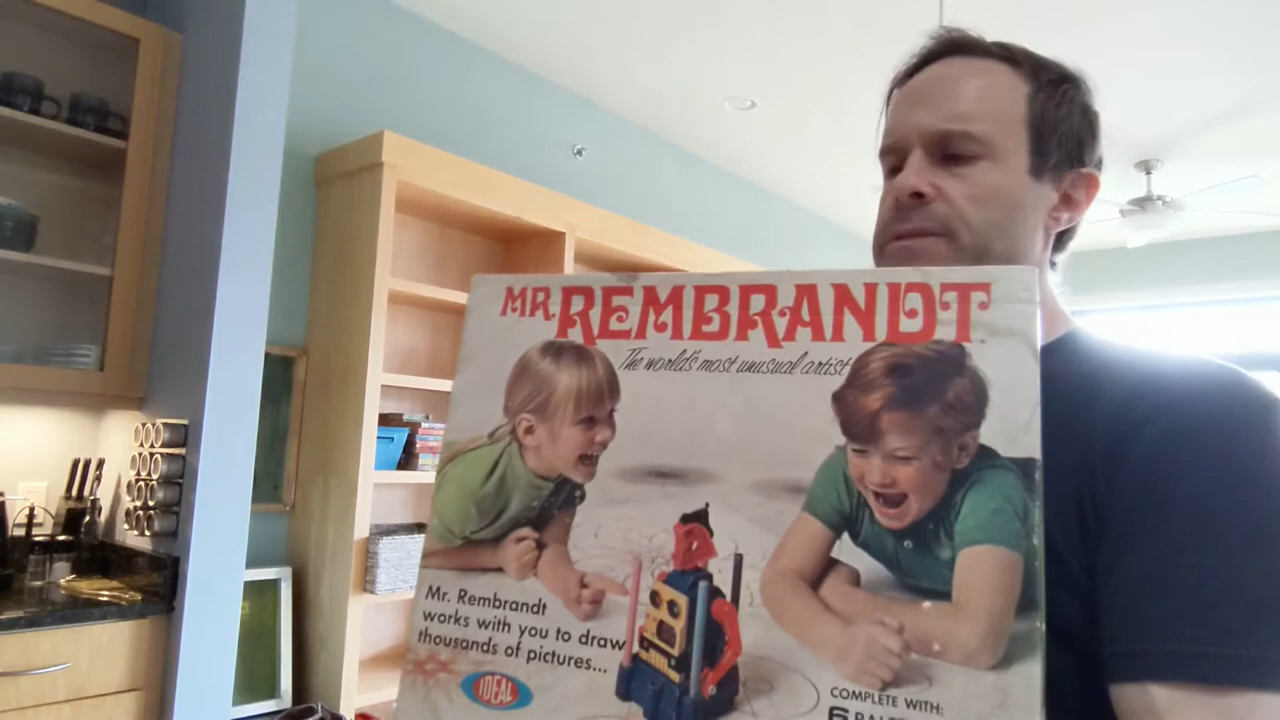 MR. REMBRANDT
The world's most unusual artist
Mr. Rembrandt
works with you to draw
thousands of pictures...
IDEAL
COMPLETE WITH:
6